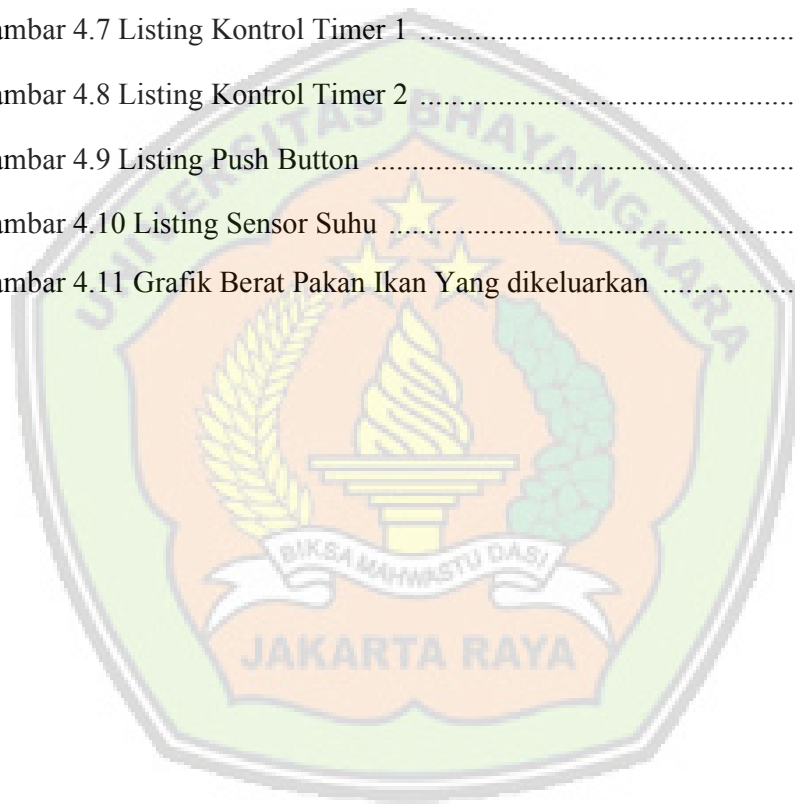 ambar 4.7 Listing Kontrol Timer 1 ........................................................
ambar 4.8 Listing Kontrol Timer 2 ........................................................
ambar 4.9 Listing Push Button ...............................................................
ambar 4.10 Listing Sensor Suhu ............................................................
ambar 4.11 Grafik Berat Pakan Ikan Yang dikeluarkan ...................
UNIVERSITAS BHAYANGKARA
BIKSA MAHWASTU DASI
JAKARTA RAYA